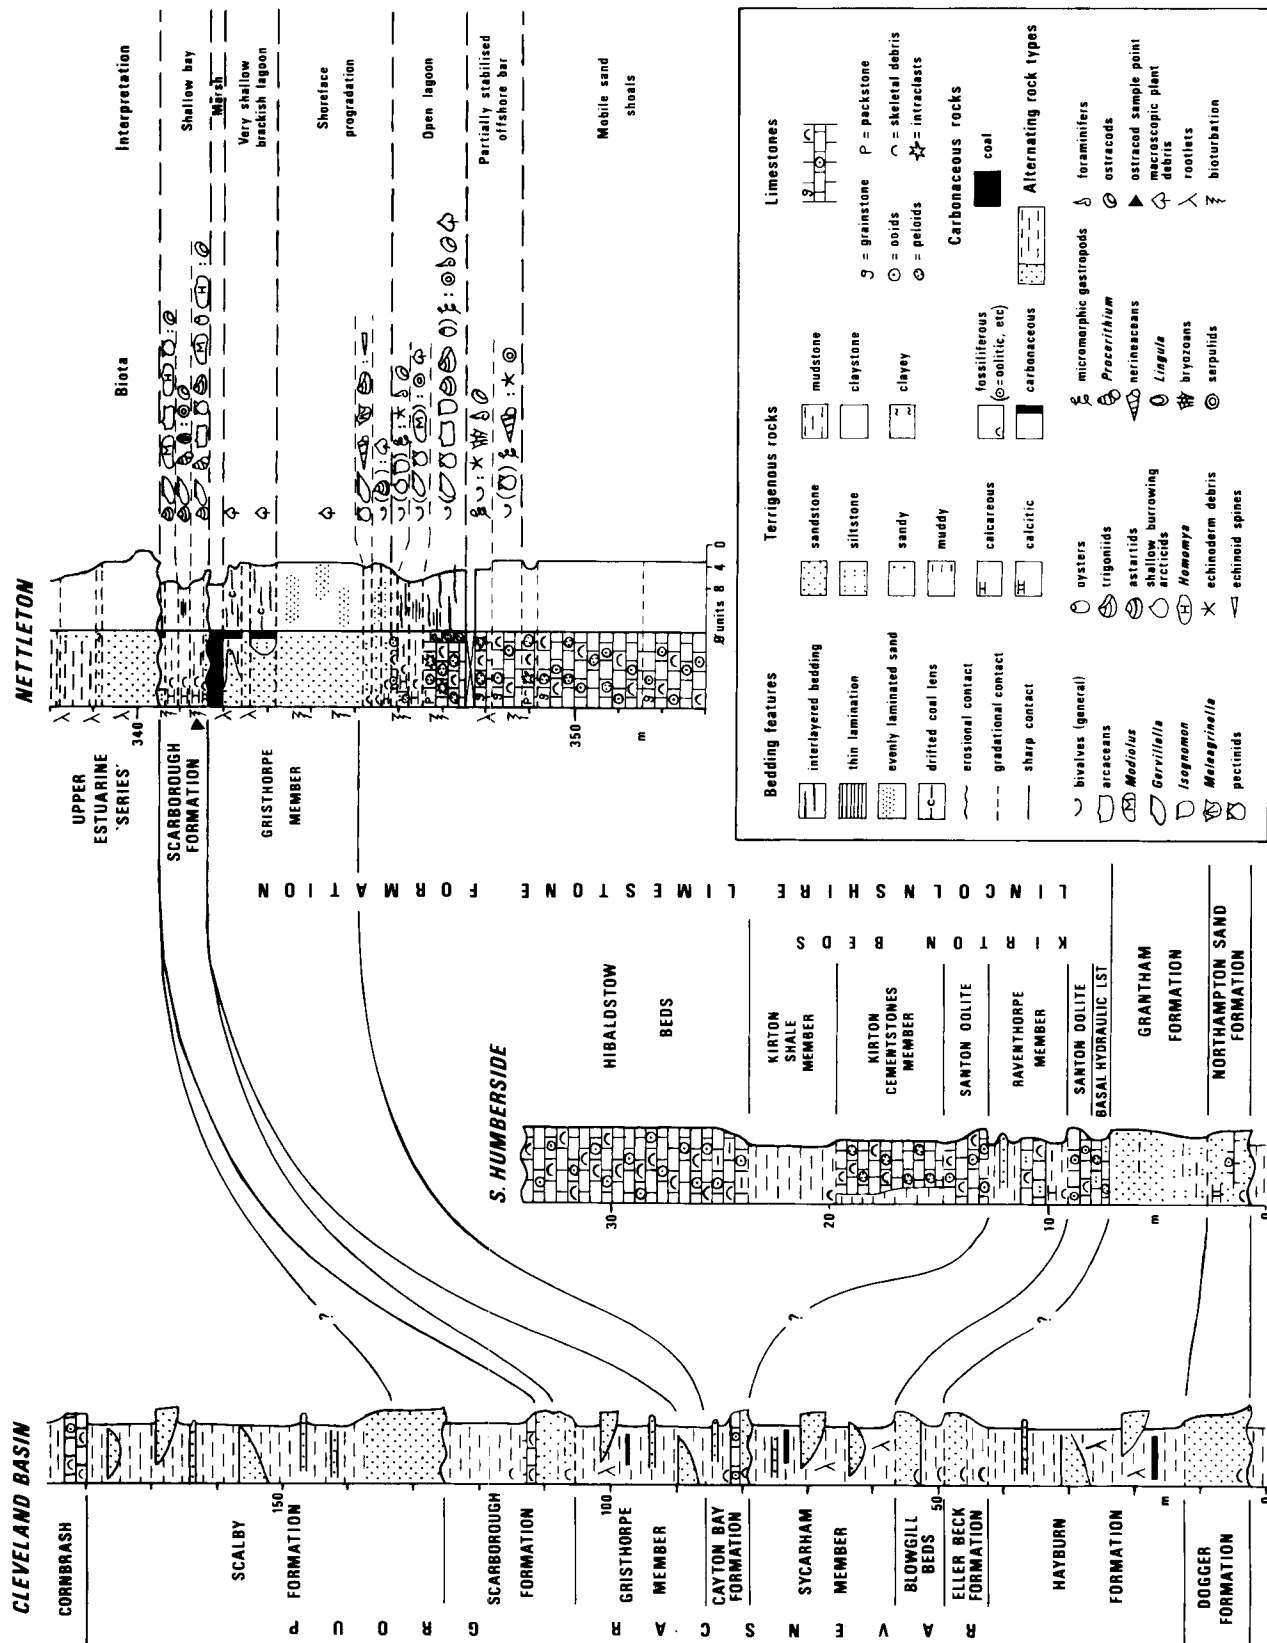 CLEVELAND BASIN
CORNBRASH
SCALBY
FORMATION
SCARBOROUGH
FORMATION
GRISTHORPE
MEMBER
CAYTON BAY
FORMATION
SYCARHAM
MEMBER
BLOWGILL
BEDS
ELLER BECK
FORMATION
HAYBURN
FORMATION
DOGGER
FORMATION
RAVENSCAR GROUP
150
100
50
m
0
?
?
?
S. HUMBERSIDE
30
20
10
m
0
HIBALDSTOW
BEDS
KIRTON
SHALE
MEMBER
KIRTON
CEMENTSTONES
MEMBER
SANTON OOLITE
RAVENTHORPE
MEMBER
SANTON OOLITE
BASAL HYDRAULIC LST
GRANTHAM
FORMATION
NORTHAMPTON SAND
FORMATION
KIRTON BEDS
LINCOLNSHIRE LIMESTONE FORMATION
NETTLETON
UPPER
ESTUARINE
'SERIES'
SCARBOROUGH
FORMATION
GRISTHORPE
MEMBER
340
350
m
Ø units 8 4 0
Biota
Interpretation
Shallow bay
Marsh
Very shallow
brackish lagoon
Shoreface
progradation
Open lagoon
Partially stabilised
offshore bar
Mobile sand
shoals
Bedding features
interlayered bedding
thin lamination
evenly laminated sand
c drifted coal lens
erosional contact
gradational contact
sharp contact
Terrigenous rocks
sandstone
siltstone
sandy
muddy
calcareous
calcitic
mudstone
claystone
clayey
fossiliferous
(⊙=oolitic, etc)
carbonaceous
Limestones
g = grainstone
P = packstone
= ooids
= skeletal debris
= peloids
= intraclasts
Carbonaceous rocks
coal
Alternating rock types
bivalves (general)
arcaceans
M Modiolus
Gervillella
Isognomon
Meleagrinella
pectinids
oysters
trigoniids
astartids
shallow burrowing
arcticids
H Homomya
echinoderm debris
echinoid spines
micromorphic gastropods
Procerithium
nerineaceans
Lingula
bryozoans
serpulids
foraminifers
ostracods
ostracod sample point
macroscopic plant
debris
rootlets
bioturbation